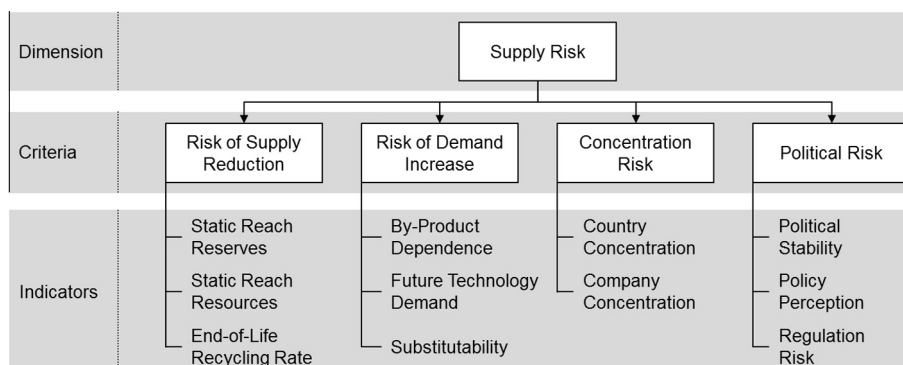 Dimension
Supply Risk
Criteria
Risk of Supply
Reduction
Risk of Demand
Increase
Concentration
Risk
Political Risk
Indicators
Static Reach
Reserves
Static Reach
Resources
End-of-Life
Recycling Rate
By-Product
Dependence
Future Technology
Demand
Substitutability
Country
Concentration
Company
Concentration
Political
Stability
Policy
Perception
Regulation
Risk